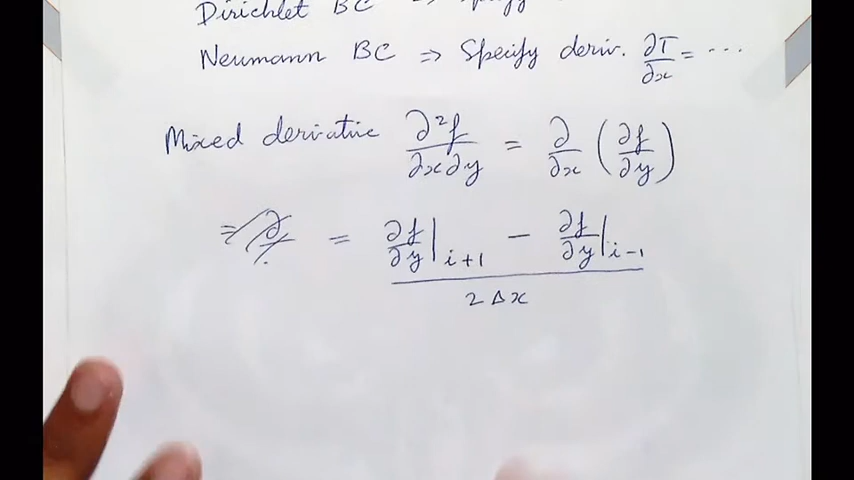 Dirichlet BC ⇒
Neumann BC ⇒ Specify deriv. ∂T/∂x = ...
Mixed derivative ∂²f/∂x∂y = ∂/∂x (∂f/∂y)
= ∂f/∂y|i+1 − ∂f/∂y|i−1 / 2Δx